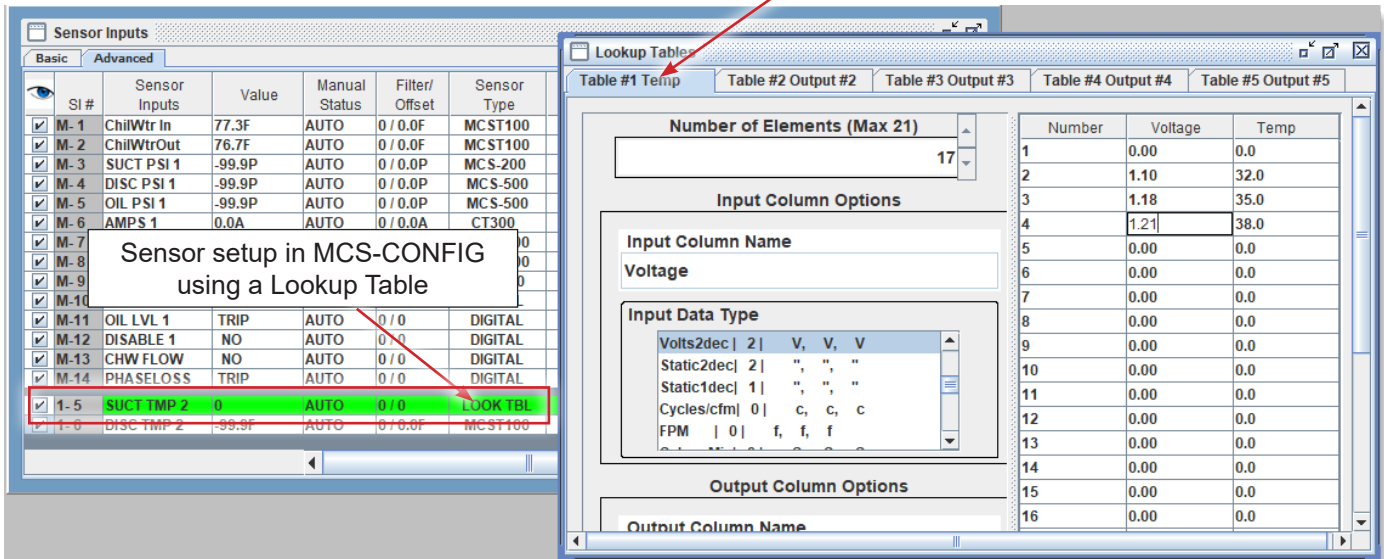 Sensor Inputs
Basic Advanced
SI # Sensor Inputs Value Manual Status Filter/ Offset Sensor Type
M- 1 ChilWtr In 77.3F AUTO 0 / 0.0F MCST100
M- 2 ChilWtrOut 76.7F AUTO 0 / 0.0F MCST100
M- 3 SUCT PSI 1 -99.9P AUTO 0 / 0.0P MCS-200
M- 4 DISC PSI 1 -99.9P AUTO 0 / 0.0P MCS-500
M- 5 OIL PSI 1 -99.9P AUTO 0 / 0.0P MCS-500
M- 6 AMPS 1 0.0A AUTO 0 / 0.0A CT300
M- 7
M- 8
M- 9
M-10
Sensor setup in MCS-CONFIG
using a Lookup Table
M-11 OIL LVL 1 TRIP AUTO 0 / 0 DIGITAL
M-12 DISABLE 1 NO AUTO 0 / 0 DIGITAL
M-13 CHW FLOW NO AUTO 0 / 0 DIGITAL
M-14 PHASELOSS TRIP AUTO 0 / 0 DIGITAL
1- 5 SUCT TMP 2 0 AUTO 0 / 0 LOOK TBL
1- 6 DISC TMP 2 -99.9F AUTO 0 / 0.0F MCST100
Lookup Tables
Table #1 Temp Table #2 Output #2 Table #3 Output #3 Table #4 Output #4 Table #5 Output #5
Number of Elements (Max 21)
17
Input Column Options
Input Column Name
Voltage
Input Data Type
Volts2dec | 2 | V, V, V
Static2dec| 2 | ", ", "
Static1dec| 1 | ", ", "
Cycles/cfm| 0 | c, c, c
FPM | 0 | f, f, f
Output Column Options
Output Column Name
Number Voltage Temp
1 0.00 0.0
2 1.10 32.0
3 1.18 35.0
4 1.21 38.0
5 0.00 0.0
6 0.00 0.0
7 0.00 0.0
8 0.00 0.0
9 0.00 0.0
10 0.00 0.0
11 0.00 0.0
12 0.00 0.0
13 0.00 0.0
14 0.00 0.0
15 0.00 0.0
16 0.00 0.0